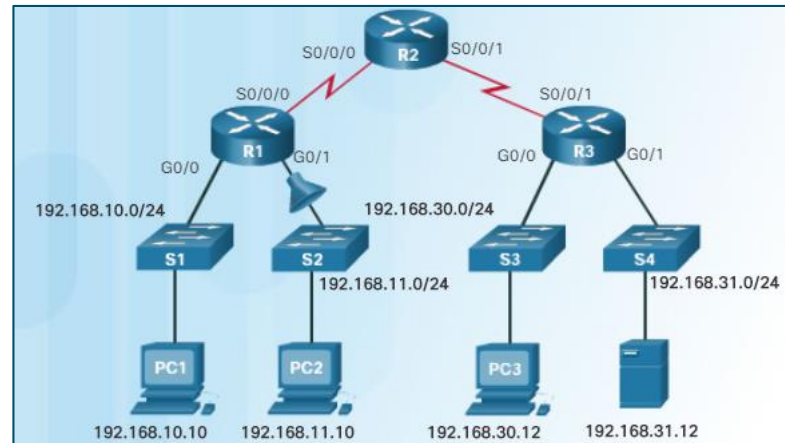 R2
S0/0/0
S0/0/1
S0/0/0
S0/0/1
R1
R3
G0/0
G0/1
G0/0
G0/1
192.168.10.0/24
192.168.30.0/24
S1
S2
S3
S4
192.168.11.0/24
192.168.31.0/24
PC1
PC2
PC3
192.168.10.10
192.168.11.10
192.168.30.12
192.168.31.12